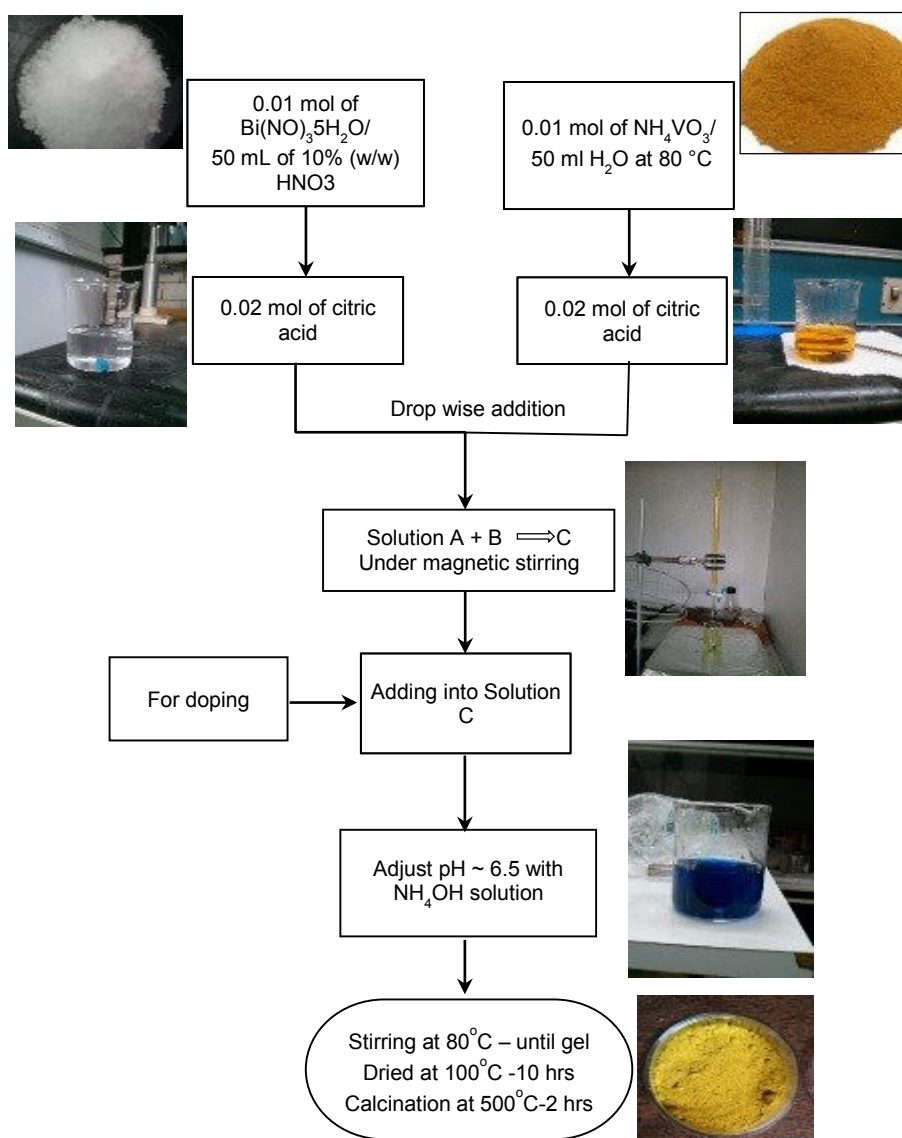 0.01 mol of
Bi(NO)₃5H₂O/
50 mL of 10% (w/w)
HNO3
0.01 mol of NH₄VO₃/
50 ml H₂O at 80 °C
0.02 mol of citric
acid
0.02 mol of citric
acid
Drop wise addition
Solution A + B ⟹C
Under magnetic stirring
For doping
Adding into Solution
C
Adjust pH ~ 6.5 with
NH₄OH solution
Stirring at 80°C – until gel
Dried at 100°C -10 hrs
Calcination at 500°C-2 hrs